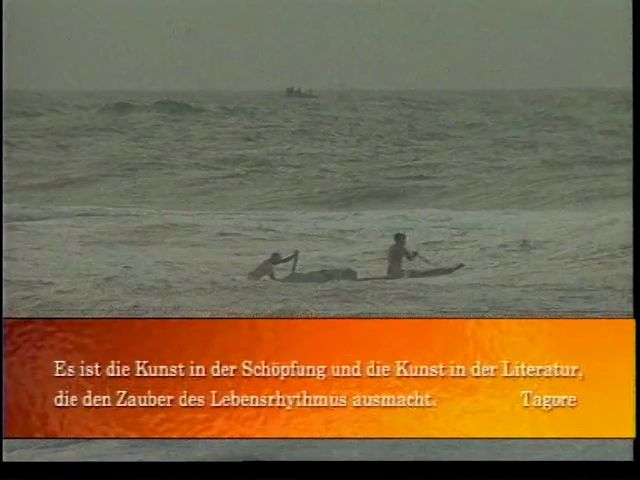 Es ist die Kunst in der Schöpfung und die Kunst in der Literatur,
die den Zauber des Lebensrhythmus ausmacht. Tagore